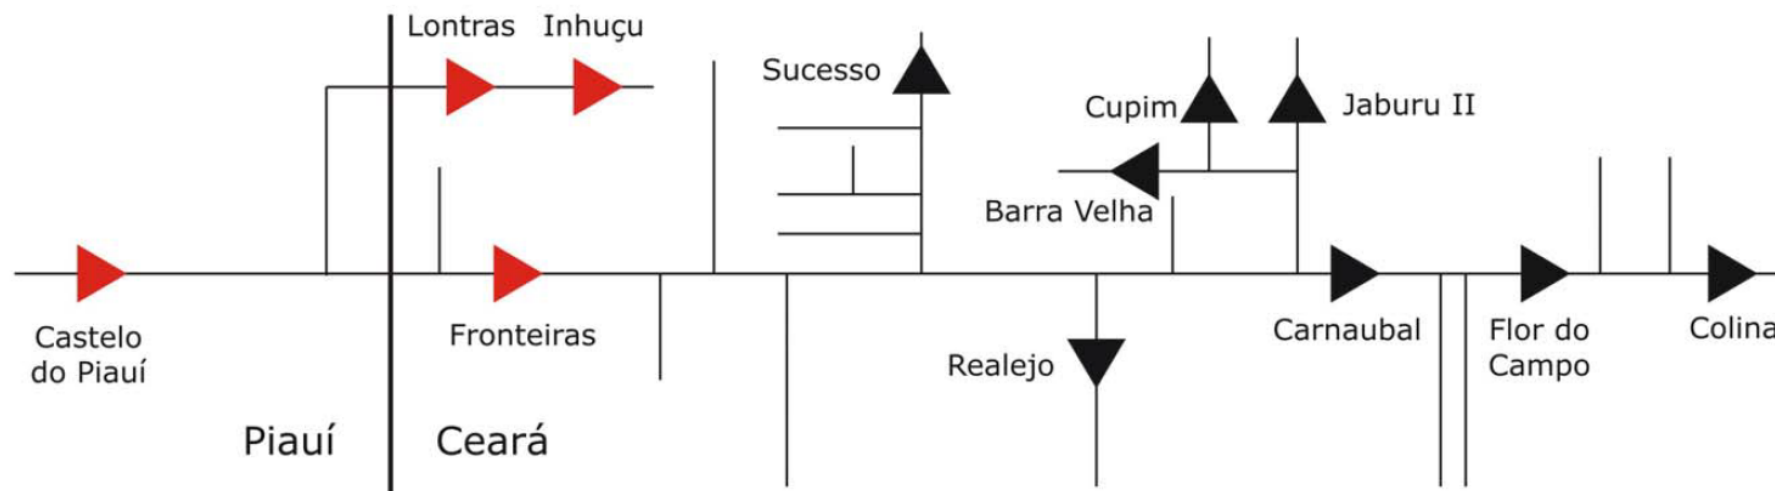 Lontras
Inhuçu
Sucesso
Cupim
Jaburu II
Barra Velha
Castelo
do Piauí
Fronteiras
Realejo
Carnaubal
Flor do
Campo
Colina
Piauí
Ceará